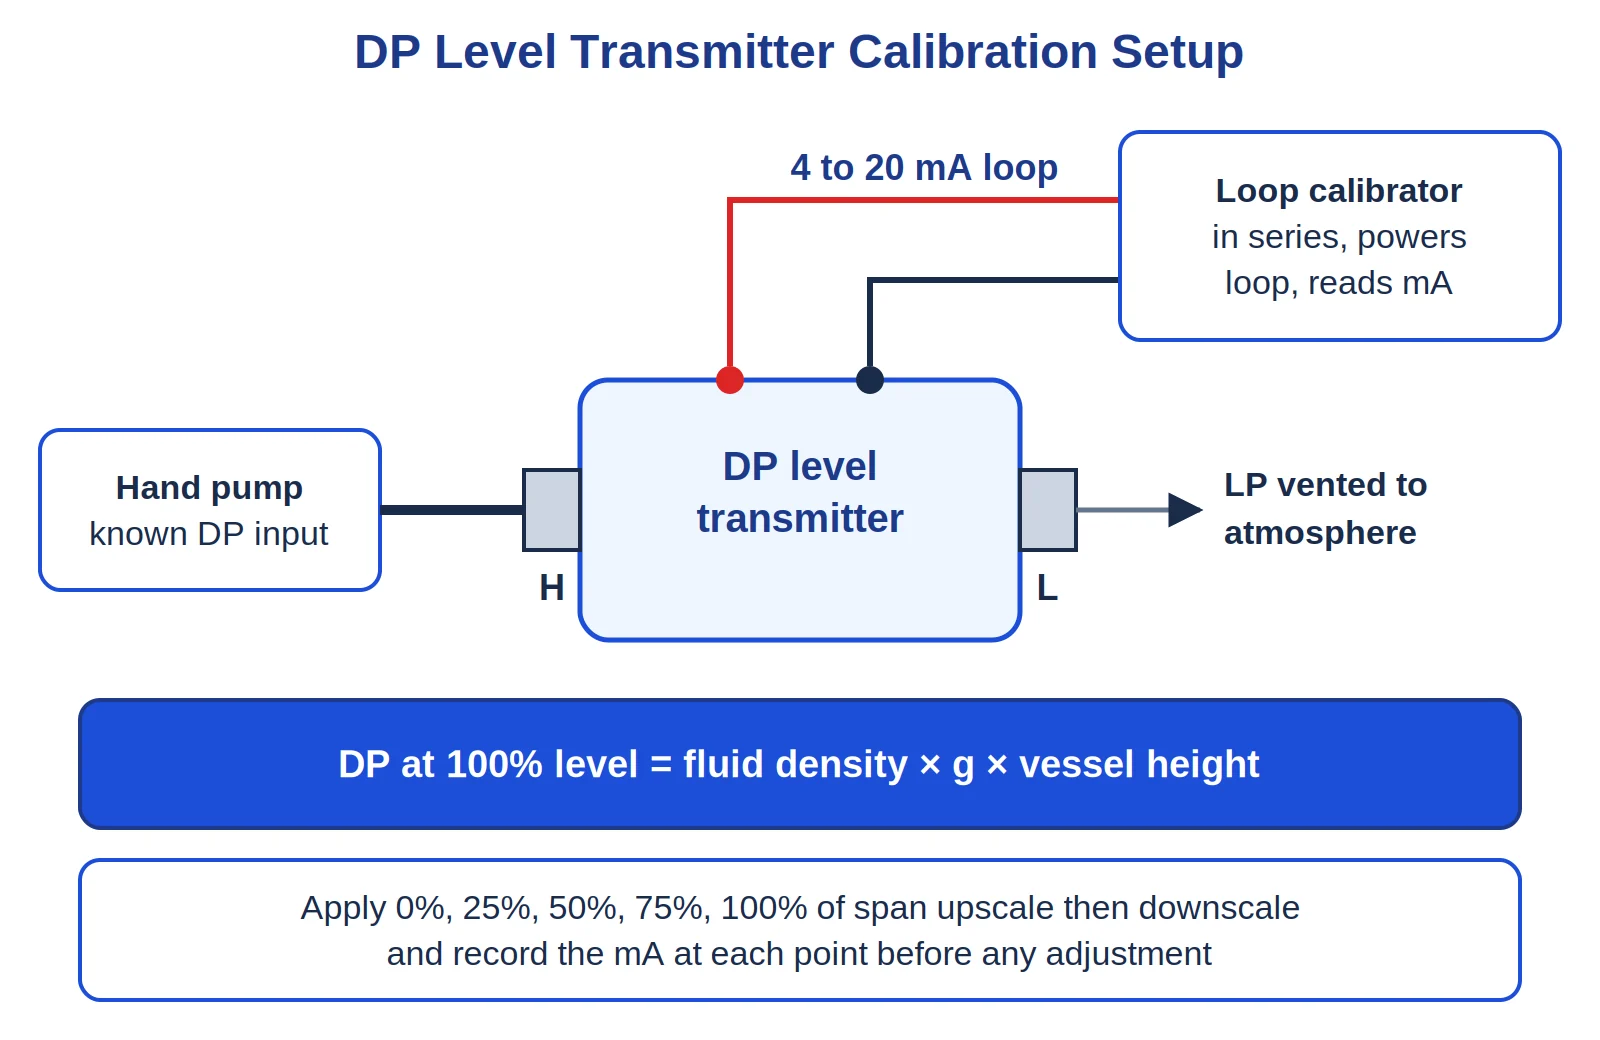 DP Level Transmitter Calibration Setup
4 to 20 mA loop
Loop calibrator
in series, powers
loop, reads mA
Hand pump
known DP input
DP level
transmitter
LP vented to
atmosphere
H
L
DP at 100% level = fluid density × g × vessel height
Apply 0%, 25%, 50%, 75%, 100% of span upscale then downscale
and record the mA at each point before any adjustment